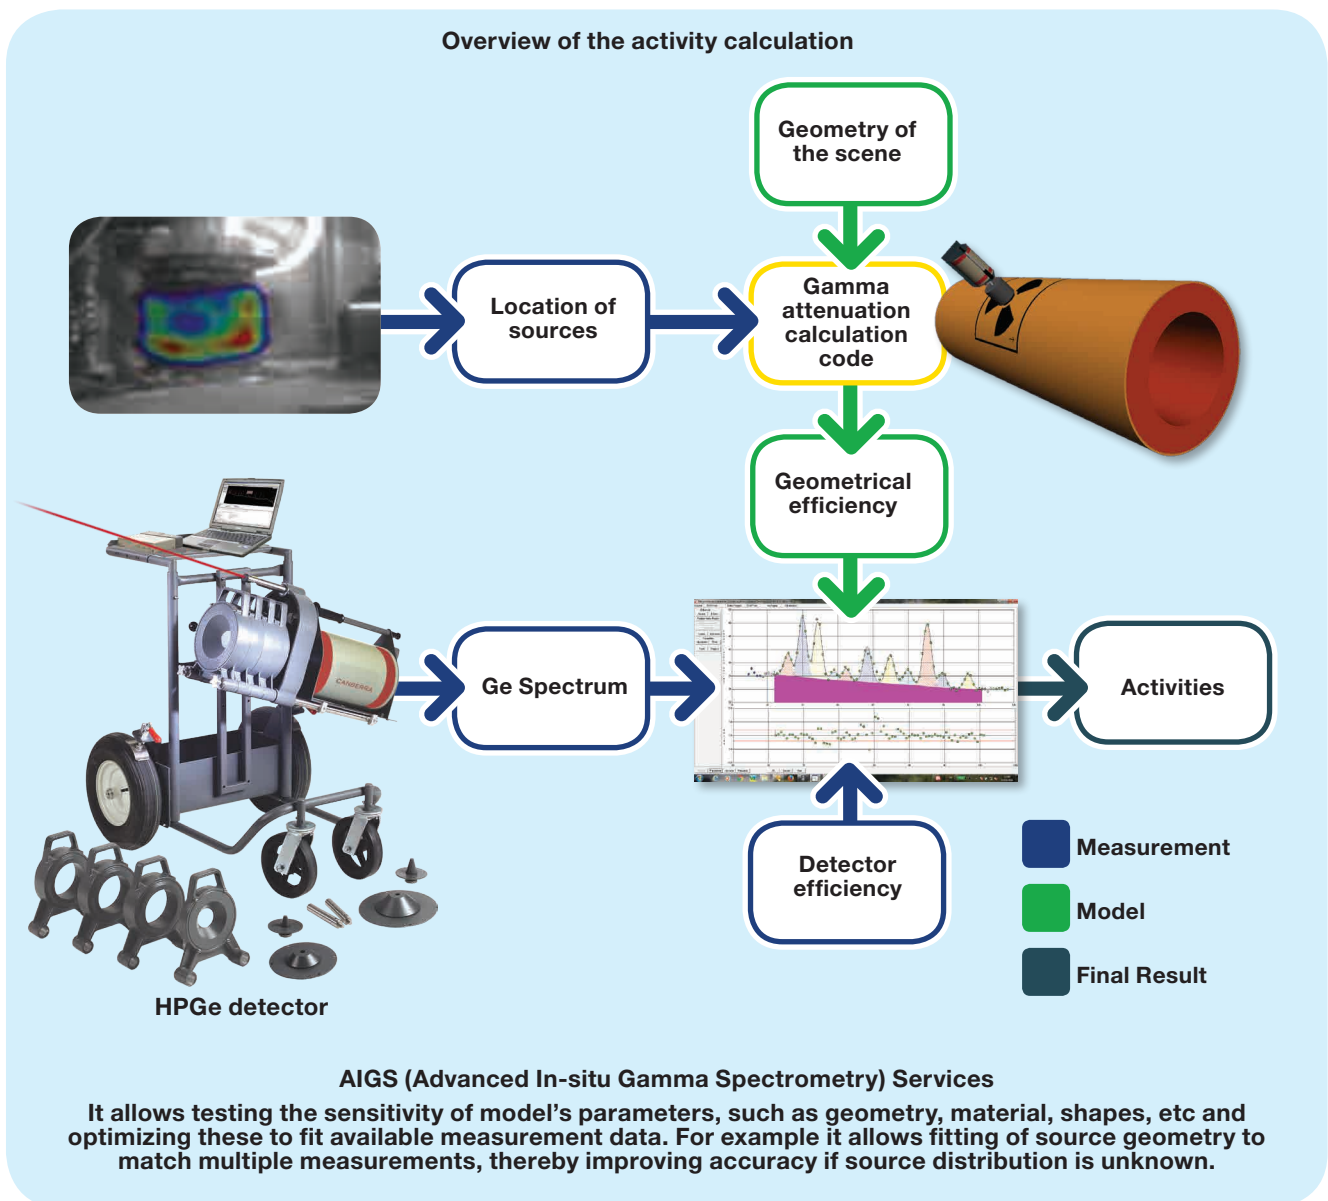 Overview of the activity calculation
Geometry of
the scene
Location of
sources
Gamma
attenuation
calculation
code
Geometrical
efficiency
CANBERRA
Ge Spectrum
Activities
Detector
efficiency
Measurement
Model
Final Result
HPGe detector
AIGS (Advanced In-situ Gamma Spectrometry) Services
It allows testing the sensitivity of model's parameters, such as geometry, material, shapes, etc and
optimizing these to fit available measurement data. For example it allows fitting of source geometry to
match multiple measurements, thereby improving accuracy if source distribution is unknown.